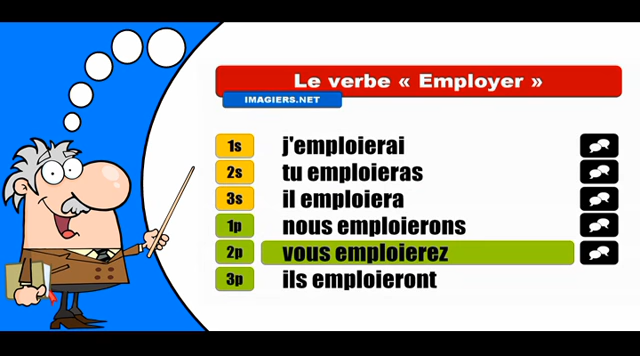 Le verbe « Employer »
IMAGIERS.NET
1s j'emploierai
2s tu emploieras
3s il emploiera
1p nous emploierons
2p vous emploierez
3p ils emploieront